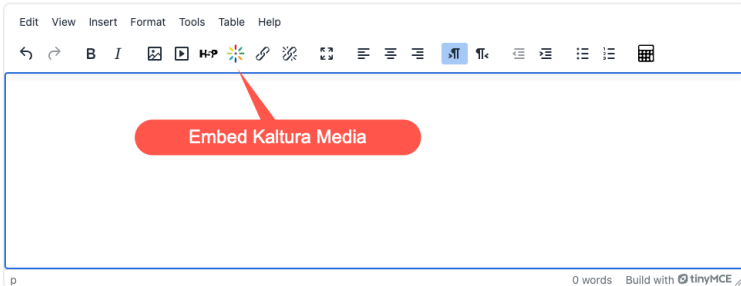 Edit View Insert Format Tools Table Help
B I H-P
Embed Kaltura Media
p 0 words Build with tinyMCE